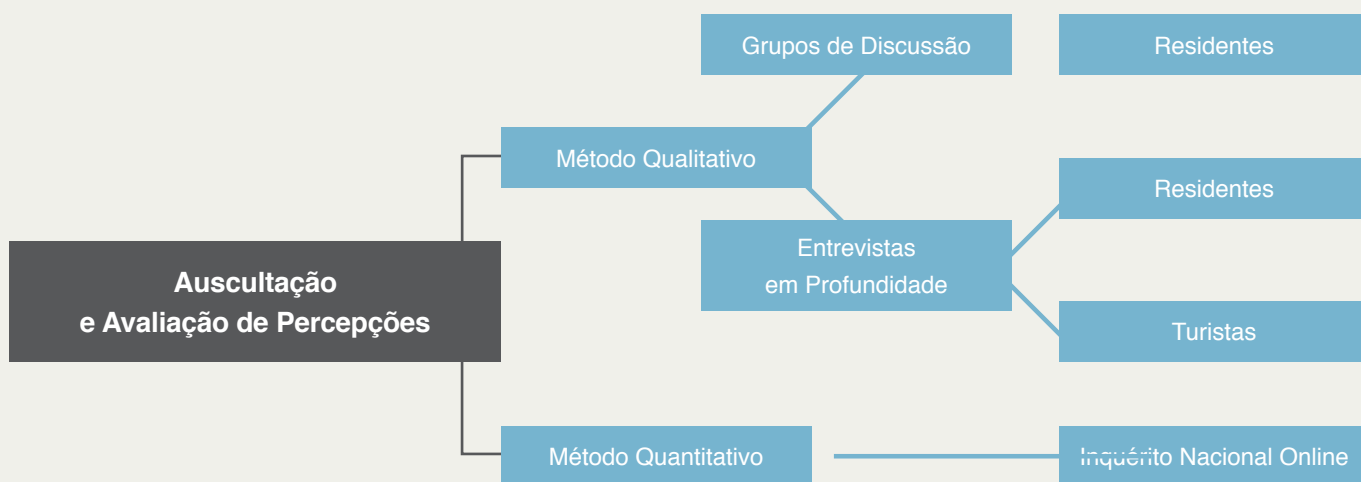 Grupos de Discussão
Residentes
Método Qualitativo
Residentes
Entrevistas
em Profundidade
Auscultação
e Avaliação de Percepções
Turistas
Método Quantitativo
Inquérito Nacional Online